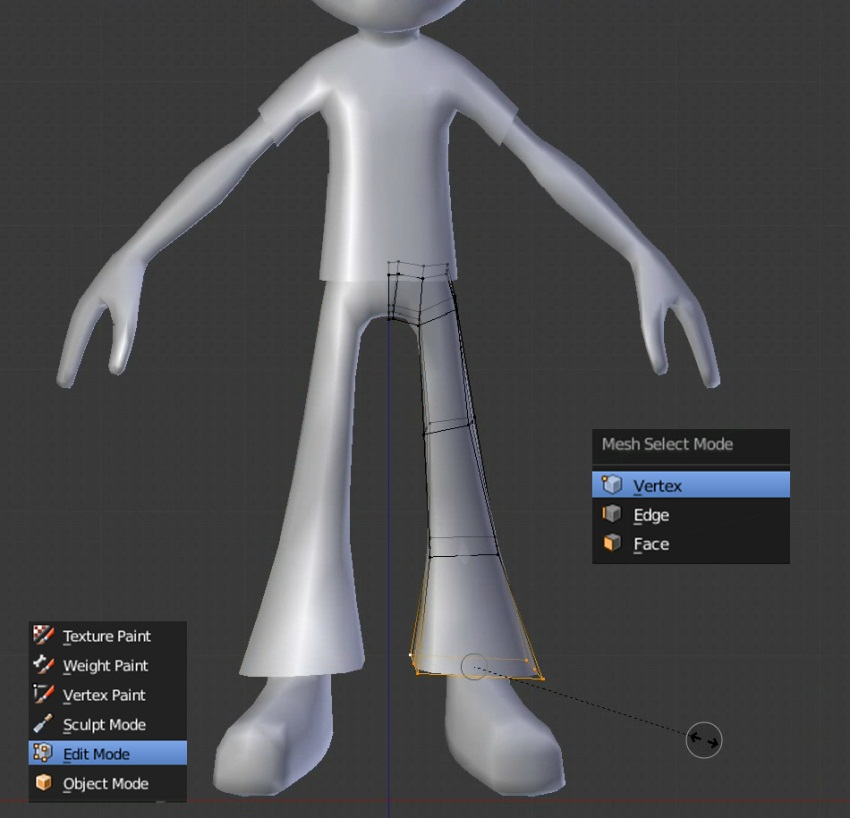 Mesh Select Mode
Vertex
Edge
Face
Texture Paint
Weight Paint
Vertex Paint
Sculpt Mode
Edit Mode
Object Mode